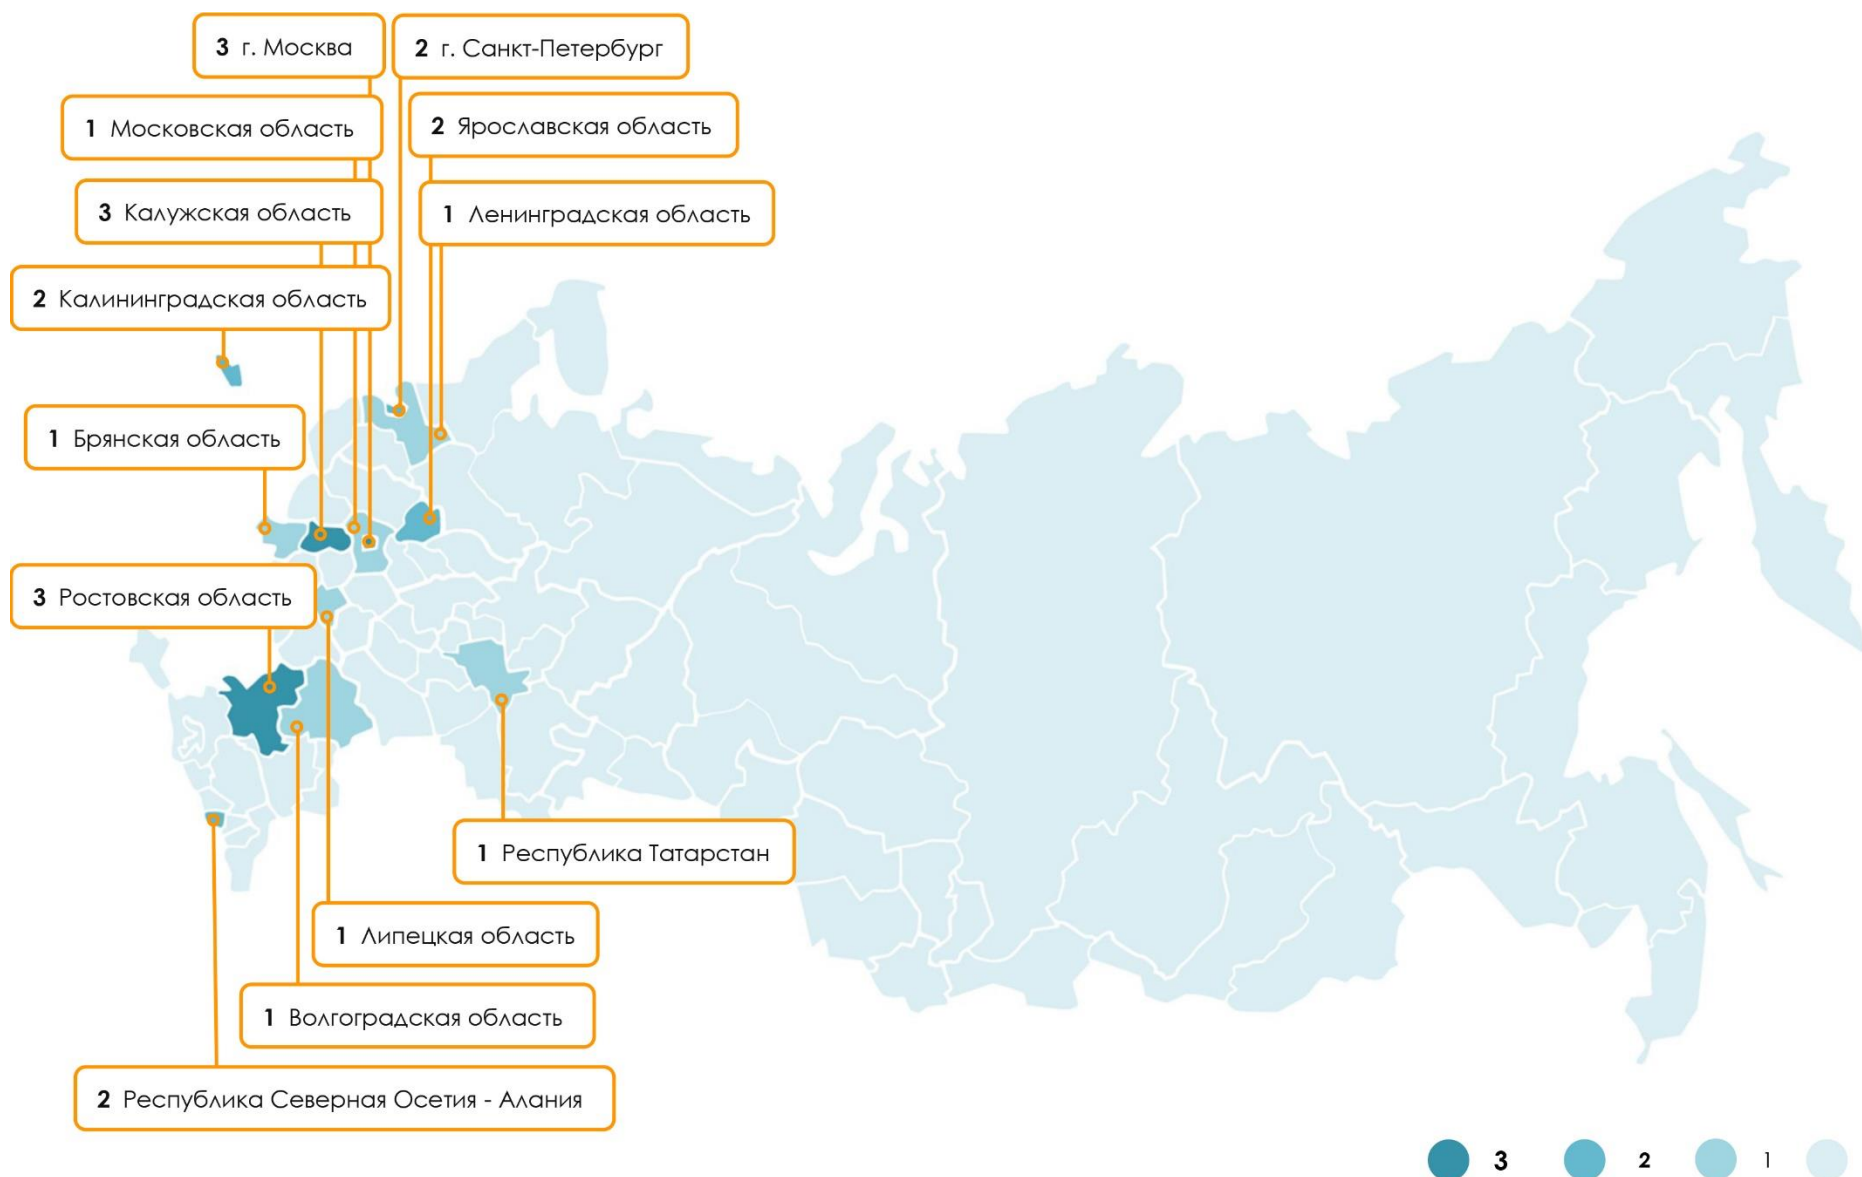 3 г. Москва
2 г. Санкт-Петербург
1 Московская область
2 Ярославская область
3 Калужская область
1 Ленинградская область
2 Калининградская область
1 Брянская область
3 Ростовская область
1 Республика Татарстан
1 Липецкая область
1 Волгоградская область
2 Республика Северная Осетия - Алания
3 2 1